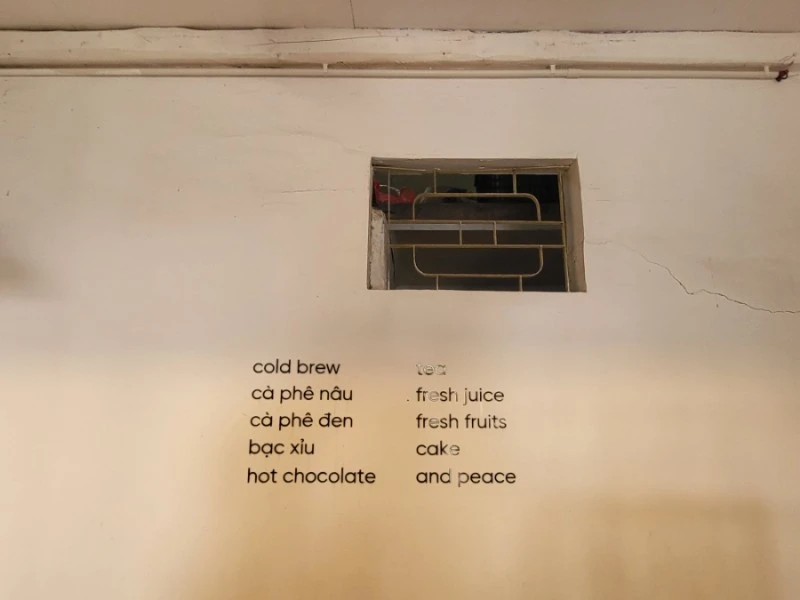 cold brew
cà phê nâu
cà phê đen
bạc xỉu
hot chocolate
tea
fresh juice
fresh fruits
cake
and peace